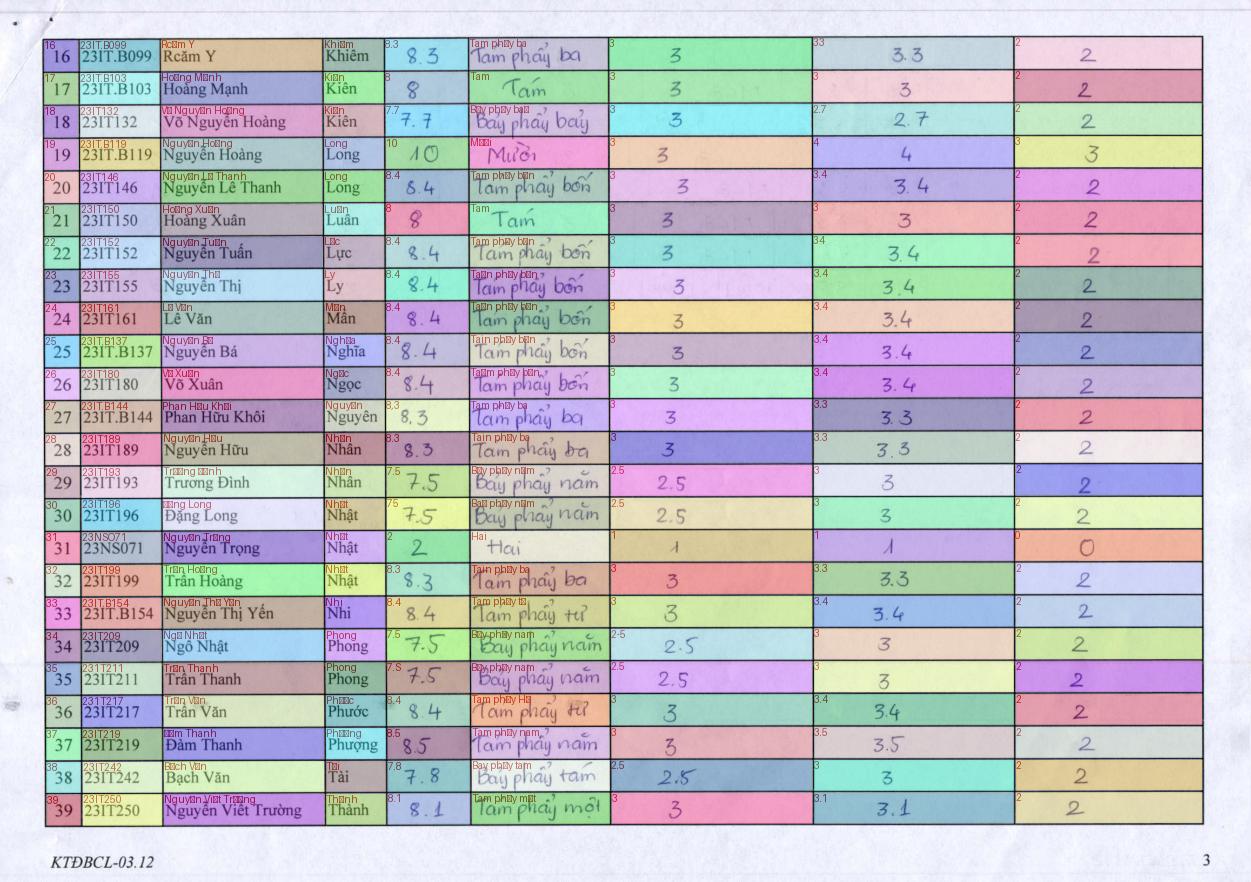 16 23IT.B099 Rcăm Y Khiêm 8.3 Tam phẩy ba 3 3.3 2
17 23IT.B103 Hoàng Mạnh Kiên 8 Tám 3 3 2
18 23IT132 Võ Nguyễn Hoàng Kiên 7.7 Bảy phẩy bảy 3 2.7 2
19 23IT.B119 Nguyễn Hoàng Long 10 Mười 3 4 3
20 23IT146 Nguyễn Lê Thanh Long 8.4 Tam phẩy bốn 3 3.4 2
21 23IT150 Hoàng Xuân Luân 8 Tám 3 3 2
22 23IT152 Nguyễn Tuấn Lực 8.4 Tam phẩy bốn 3 3.4 2
23 23IT155 Nguyễn Thị Ly 8.4 Tam phẩy bốn 3 3.4 2
24 23IT161 Lê Văn Mân 8.4 Tam phẩy bốn 3 3.4 2
25 23IT.B137 Nguyễn Bá Nghĩa 8.4 Tam phẩy bốn 3 3.4 2
26 23IT180 Võ Xuân Ngọc 8.4 Tam phẩy bốn 3 3.4 2
27 23IT.B144 Phan Hữu Khôi Nguyên 8.3 Tam phẩy ba 3 3.3 2
28 23IT189 Nguyễn Hữu Nhân 8.3 Tam phẩy ba 3 3.3 2
29 23IT193 Trương Đình Nhân 7.5 Bảy phẩy năm 2.5 3 2
30 23IT196 Đặng Long Nhật 7.5 Bảy phẩy năm 2.5 3 2
31 23NS071 Nguyễn Trọng Nhật 2 Hai 1 1 0
32 23IT199 Trần Hoàng Nhật 8.3 Tam phẩy ba 3 3.3 2
33 23IT.B154 Nguyễn Thị Yến Nhi 8.4 Tam phẩy tư 3 3.4 2
34 23IT209 Ngô Nhật Phong 7.5 Bảy phẩy năm 2.5 3 2
35 23IT211 Trần Thanh Phong 7.5 Bảy phẩy năm 2.5 3 2
36 23IT217 Trần Văn Phước 8.4 Tam phẩy tư 3 3.4 2
37 23IT219 Đàm Thanh Phượng 8.5 Tam phẩy năm 3 3.5 2
38 23IT242 Bạch Văn Tài 7.8 Bảy phẩy tám 2.5 3 2
39 23IT250 Nguyễn Viết Trường Thành 8.1 Tam phẩy một 3 3.1 2
KTĐBCL-03.12 3